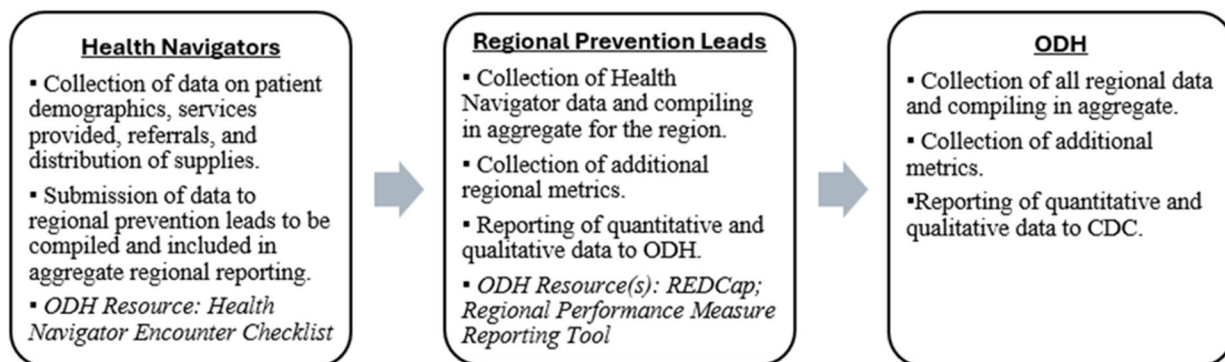 Health Navigators
▪ Collection of data on patient
demographics, services
provided, referrals, and
distribution of supplies.
▪ Submission of data to
regional prevention leads to be
compiled and included in
aggregate regional reporting.
▪ ODH Resource: Health
Navigator Encounter Checklist
Regional Prevention Leads
▪ Collection of Health
Navigator data and compiling
in aggregate for the region.
▪ Collection of additional
regional metrics.
▪ Reporting of quantitative and
qualitative data to ODH.
▪ ODH Resource(s): REDCap;
Regional Performance Measure
Reporting Tool
ODH
▪ Collection of all regional data
and compiling in aggregate.
▪ Collection of additional
metrics.
▪Reporting of quantitative and
qualitative data to CDC.